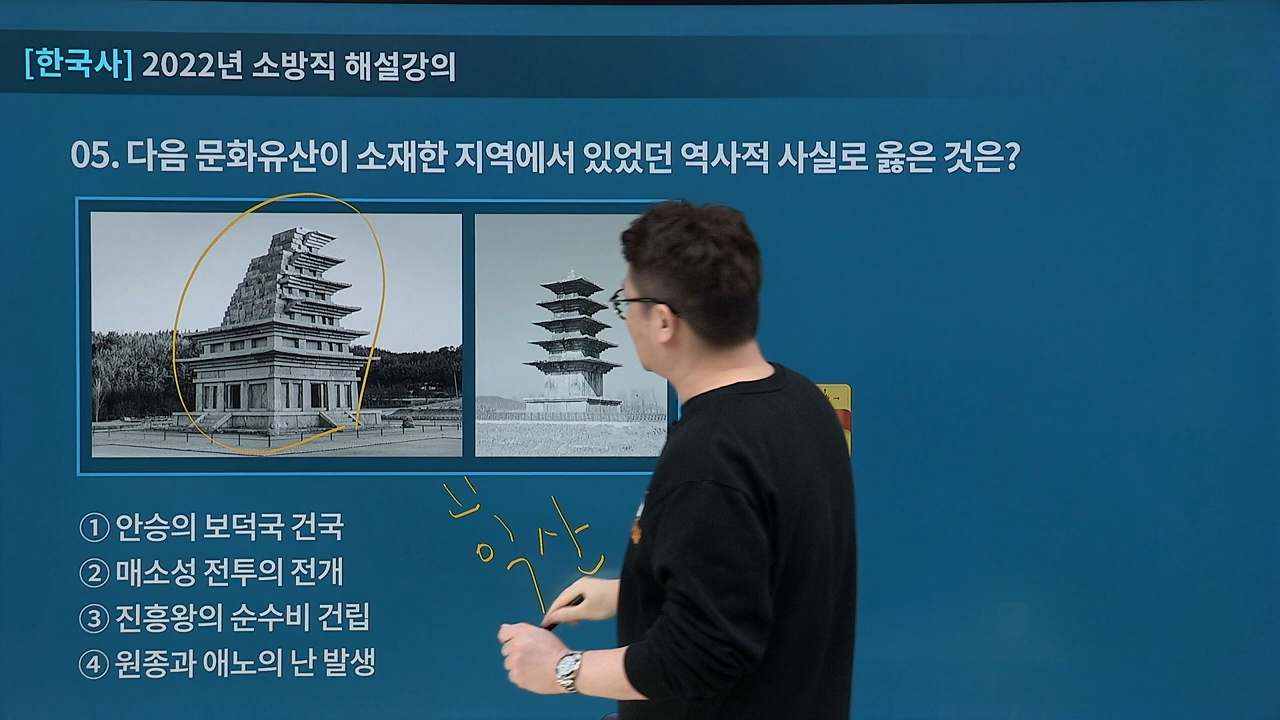 [한국사] 2022년 소방직 해설강의
05. 다음 문화유산이 소재한 지역에서 있었던 역사적 사실로 옳은 것은?
익산
① 안승의 보덕국 건국
② 매소성 전투의 전개
③ 진흥왕의 순수비 건립
④ 원종과 애노의 난 발생